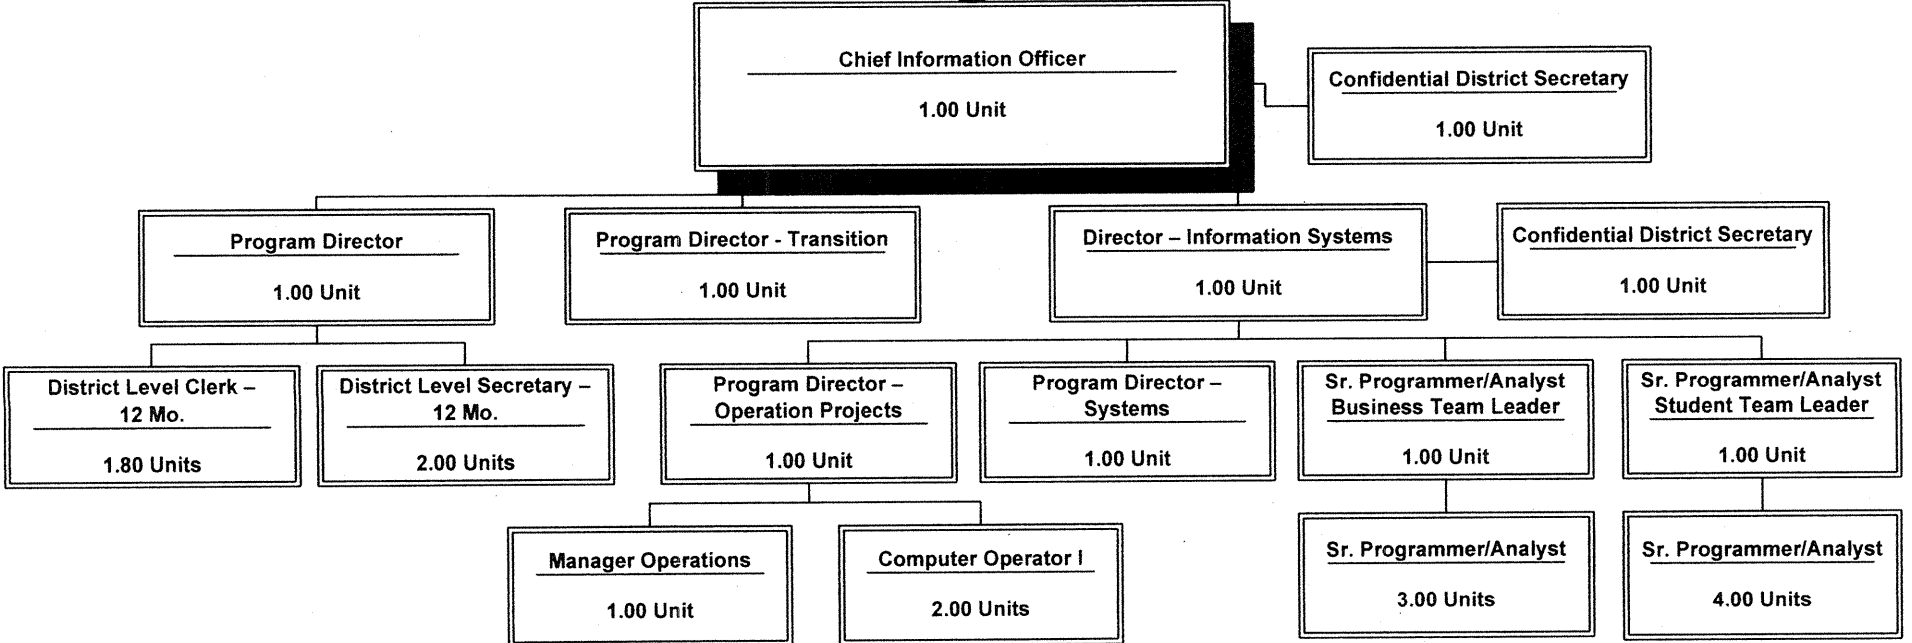 Chief Information Officer
1.00 Unit
Confidential District Secretary
1.00 Unit
Program Director
1.00 Unit
Program Director - Transition
1.00 Unit
Director – Information Systems
1.00 Unit
Confidential District Secretary
1.00 Unit
District Level Clerk –
12 Mo.
1.80 Units
District Level Secretary –
12 Mo.
2.00 Units
Program Director –
Operation Projects
1.00 Unit
Program Director –
Systems
1.00 Unit
Sr. Programmer/Analyst
Business Team Leader
1.00 Unit
Sr. Programmer/Analyst
Student Team Leader
1.00 Unit
Manager Operations
1.00 Unit
Computer Operator I
2.00 Units
Sr. Programmer/Analyst
3.00 Units
Sr. Programmer/Analyst
4.00 Units